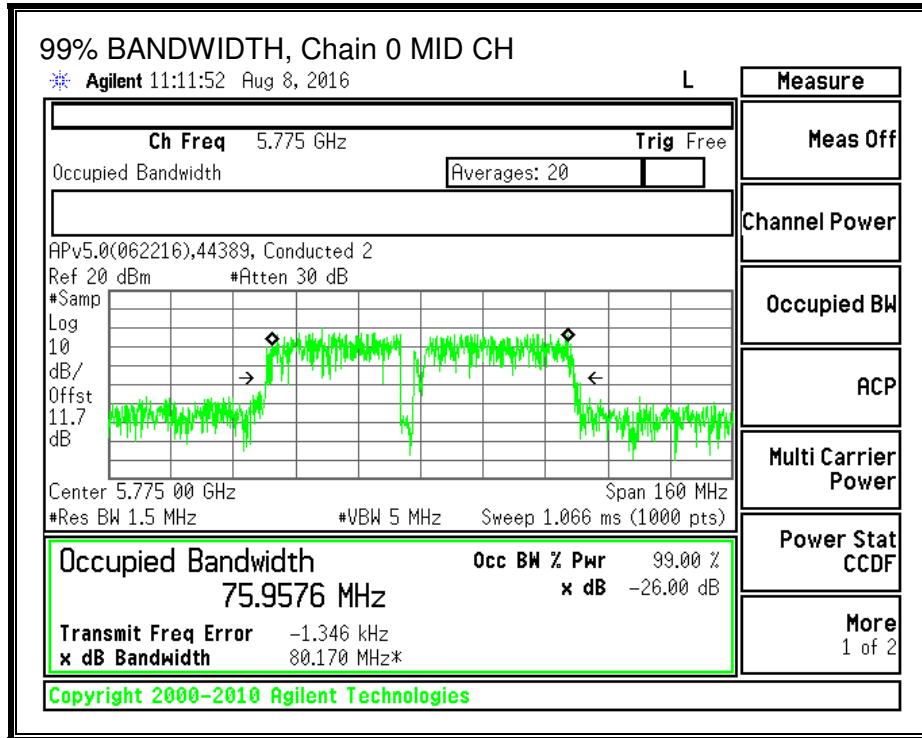 99% BANDWIDTH, Chain 0 MID CH
Agilent 11:11:52 Aug 8, 2016 L
Measure
Ch Freq 5.775 GHz Trig Free
Meas Off
Occupied Bandwidth Averages: 20
Channel Power
APv5.0(062216),44389, Conducted 2
Ref 20 dBm #Atten 30 dB
#Samp
Log
10
dB/
Offst
11.7
dB
Occupied BW
ACP
Center 5.775 00 GHz Span 160 MHz
#Res BW 1.5 MHz #VBW 5 MHz Sweep 1.066 ms (1000 pts)
Multi Carrier
Power
Occupied Bandwidth Occ BW % Pwr 99.00 %
75.9576 MHz x dB -26.00 dB
Power Stat
CCDF
Transmit Freq Error -1.346 kHz
x dB Bandwidth 80.170 MHz*
More
1 of 2
Copyright 2000-2010 Agilent Technologies